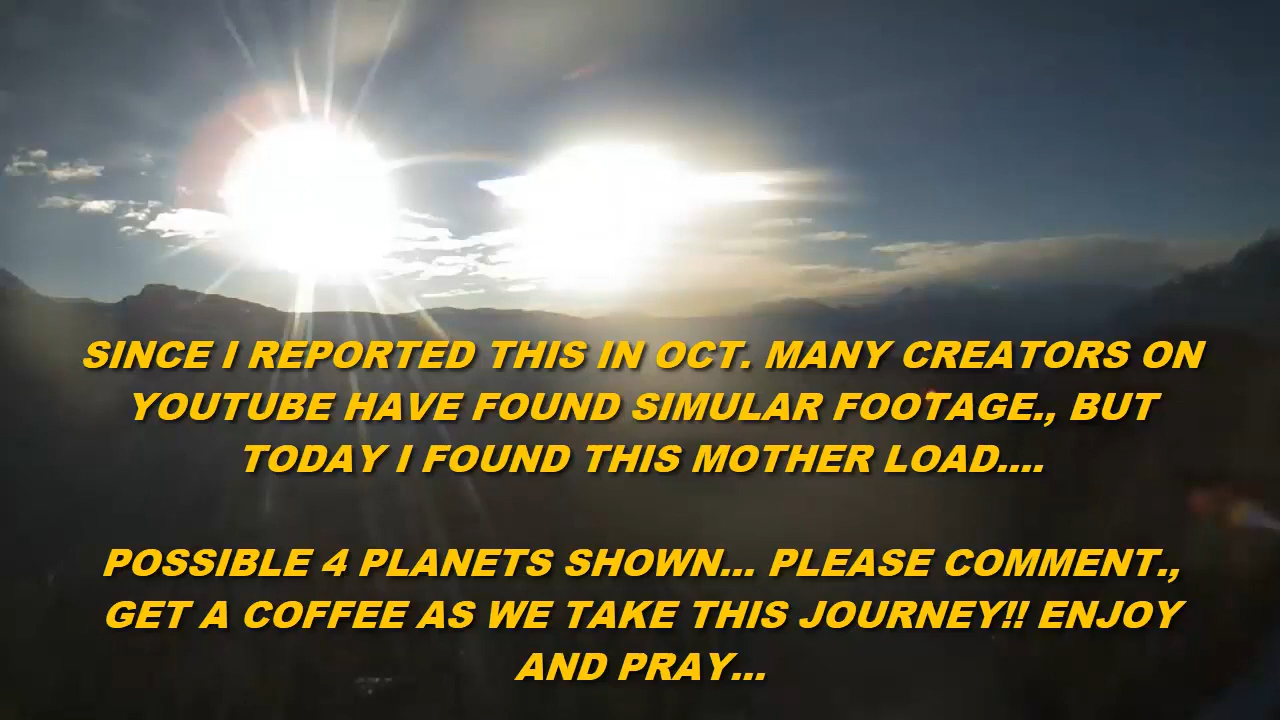 SINCE I REPORTED THIS IN OCT. MANY CREATORS ON
YOUTUBE HAVE FOUND SIMULAR FOOTAGE., BUT
TODAY I FOUND THIS MOTHER LOAD....
POSSIBLE 4 PLANETS SHOWN... PLEASE COMMENT.,
GET A COFFEE AS WE TAKE THIS JOURNEY!! ENJOY
AND PRAY...